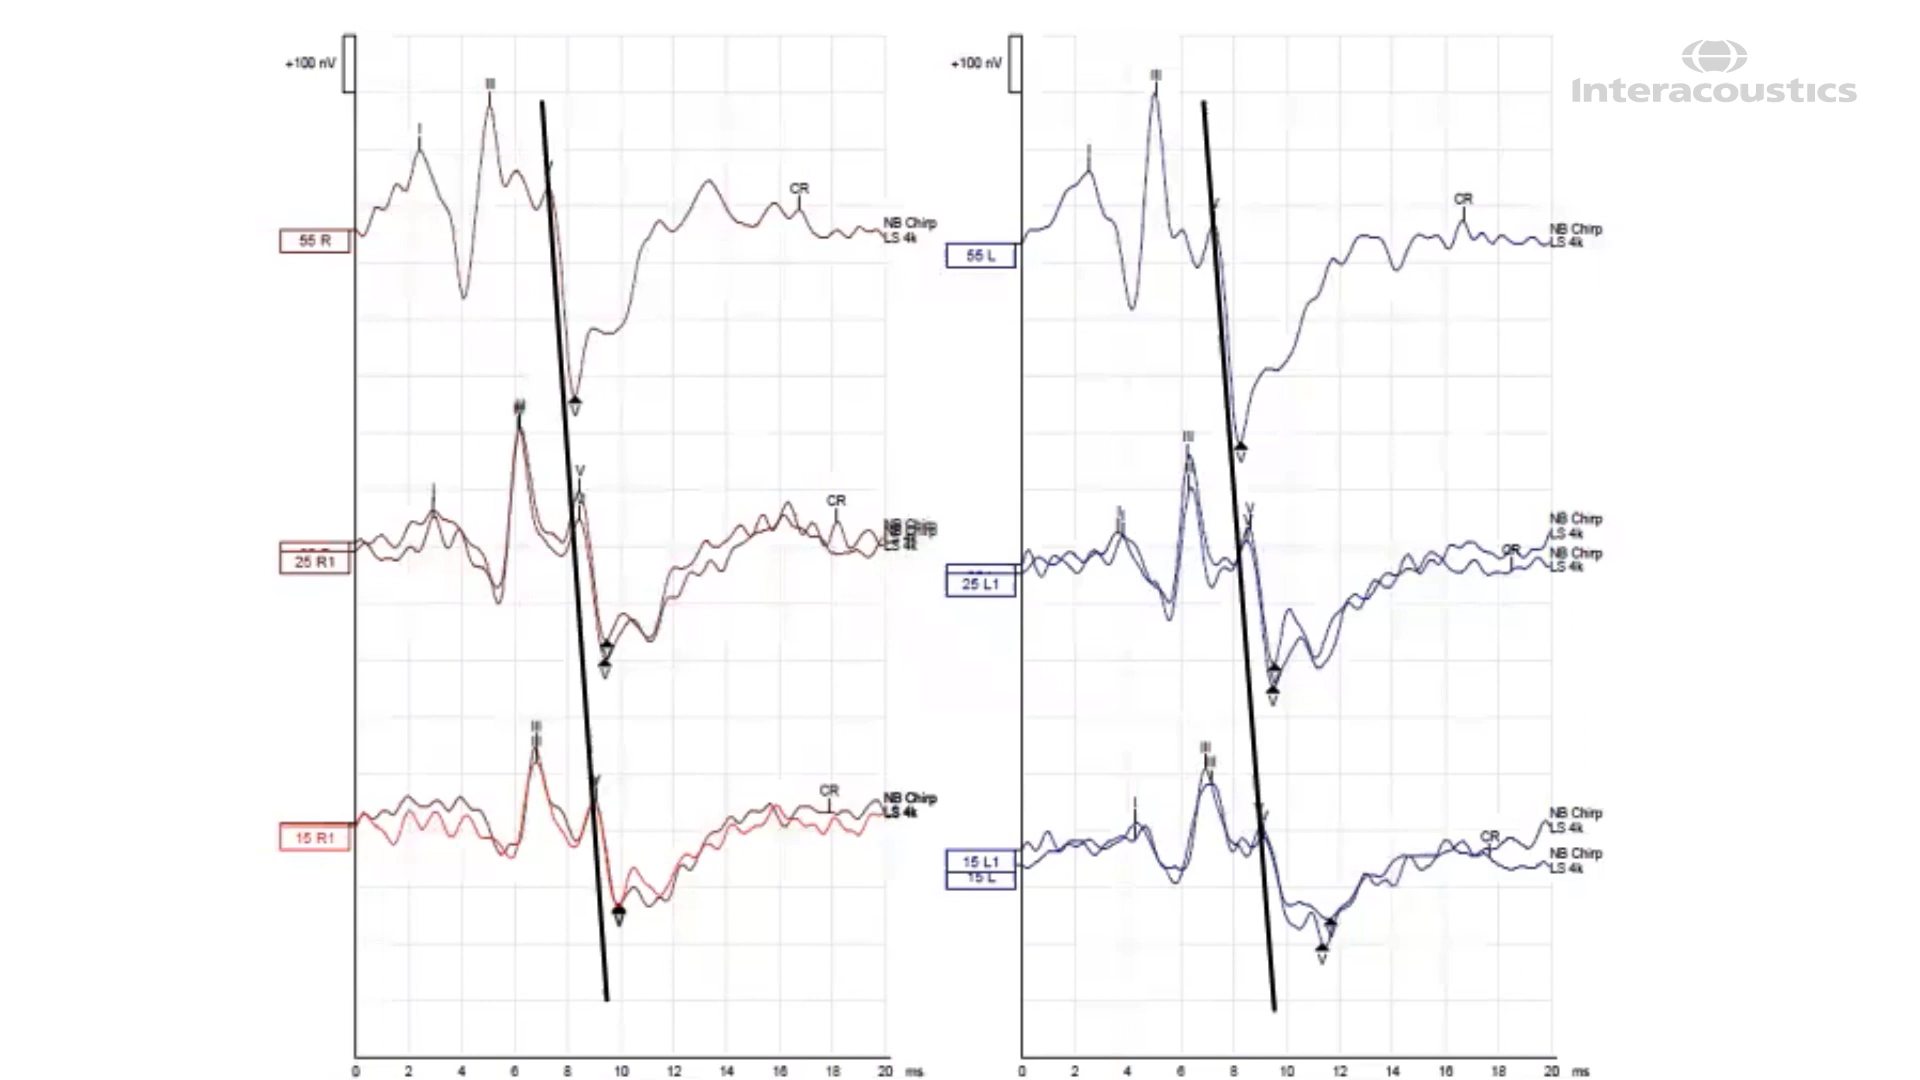 Interacoustics
+100 nV
III
I
V
CR
NB Chirp
LS 4k
55 R
V
III
V
I
CR
25 R1
V
V
III
III
V
CR
NB Chirp
LS 4k
15 R1
V
0 2 4 6 8 10 12 14 16 18 20 ms
+100 nV
III
I
V
CR
NB Chirp
LS 4k
55 L
V
III
I
V
V
NB Chirp
LS 4k
CR
NB Chirp
LS 4k
25 L1
V
V
III
III
I
V
V
CR
NB Chirp
LS 4k
NB Chirp
LS 4k
15 L1
15 L
V
V
0 2 4 6 8 10 12 14 16 18 20 ms